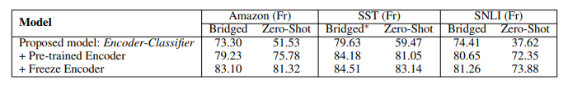 Model Amazon (Fr) SST (Fr) SNLI (Fr)
Bridged Zero-Shot Bridged* Zero-Shot Bridged Zero-Shot
Proposed model: Encoder-Classifier 73.30 51.53 79.63 59.47 74.41 37.62
+ Pre-trained Encoder 79.23 75.78 84.18 81.05 80.65 72.35
+ Freeze Encoder 83.10 81.32 84.51 83.14 81.26 73.88